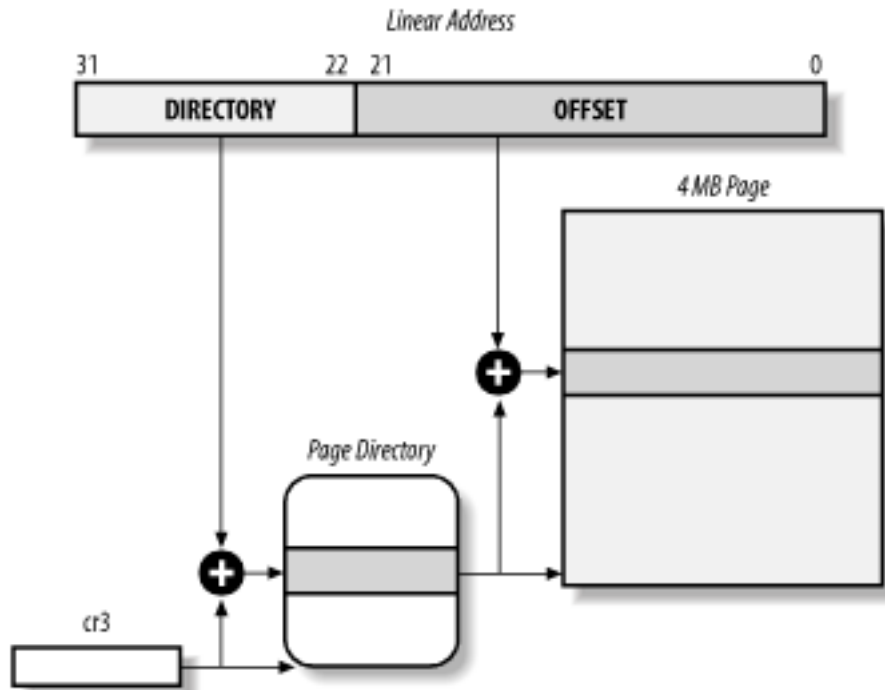 Linear Address
31 22 21 0
DIRECTORY OFFSET
4 MB Page
Page Directory
cr3